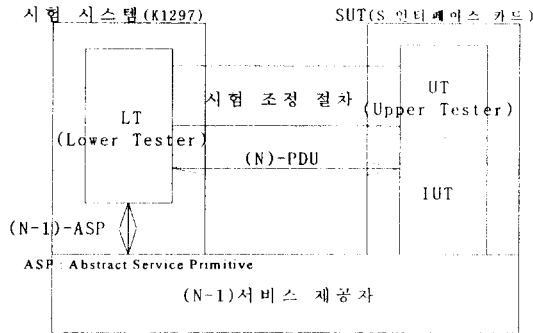 시험 시스템(K1297)
SUT(S 인터페이스 카드)
시험 조정 절차
LT
(Lower Tester)
UT
(Upper Tester)
(N)-PDU
IUT
(N-1)-ASP
ASP : Abstract Service Primitive
(N-1)서비스 제공자